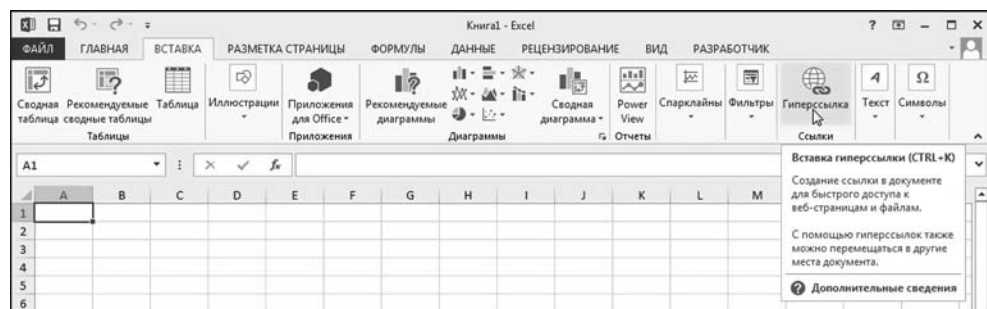 Книга1 - Excel
ФАЙЛ ГЛАВНАЯ ВСТАВКА РАЗМЕТКА СТРАНИЦЫ ФОРМУЛЫ ДАННЫЕ РЕЦЕНЗИРОВАНИЕ ВИД РАЗРАБОТЧИК
Сводная таблица
Рекомендуемые сводные таблицы
Таблица
Иллюстрации
Приложения для Office
Рекомендуемые диаграммы
Сводная диаграмма
Power View
Спарклайны
Фильтры
Гиперссылка
Текст
Символы
Таблицы Приложения Диаграммы Отчеты Ссылки
A1
fx
A B C D E F G H I J K L M
1
2
3
4
5
6
Вставка гиперссылки (CTRL+K)
Создание ссылки в документе
для быстрого доступа к
веб-страницам и файлам.
С помощью гиперссылок также
можно перемещаться в другие
места документа.
Дополнительные сведения